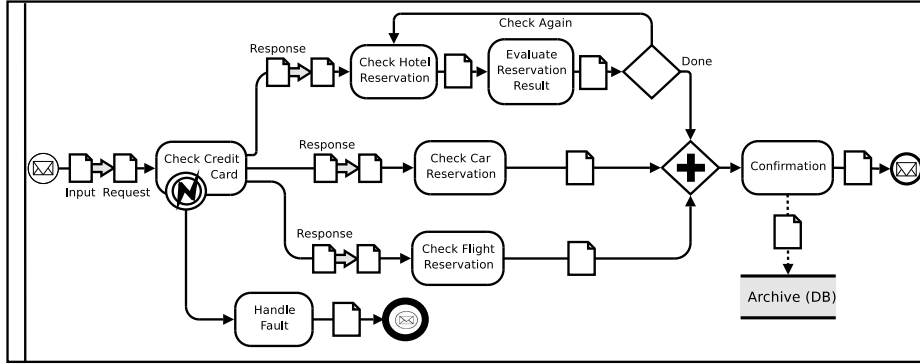 Check Again
Response
Check Hotel
Reservation
Evaluate
Reservation
Result
Done
Input
Request
Check Credit
Card
Response
Check Car
Reservation
Confirmation
Response
Check Flight
Reservation
Handle
Fault
Archive (DB)